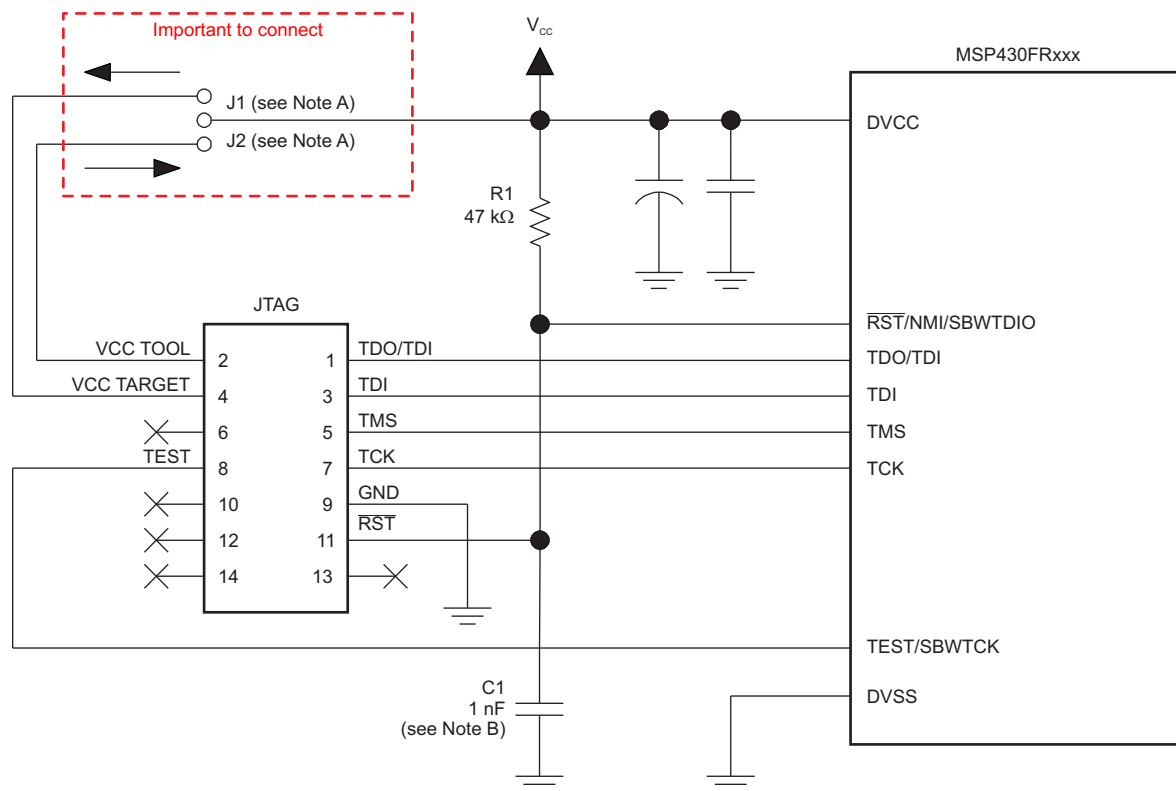 Important to connect
J1 (see Note A)
J2 (see Note A)
VCC
MSP430FRxxx
DVCC
R1
47 kΩ
JTAG
RST/NMI/SBWTDIO
VCC TOOL
2
1
TDO/TDI
TDO/TDI
VCC TARGET
4
3
TDI
TDI
6
5
TMS
TMS
TEST
8
7
TCK
TCK
10
9
GND
12
11
RST
14
13
TEST/SBWTCK
C1
1 nF
(see Note B)
DVSS